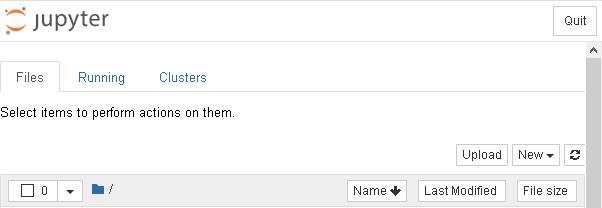 jupyter Quit
Files Running Clusters
Select items to perform actions on them.
Upload New
0 / Name Last Modified File size